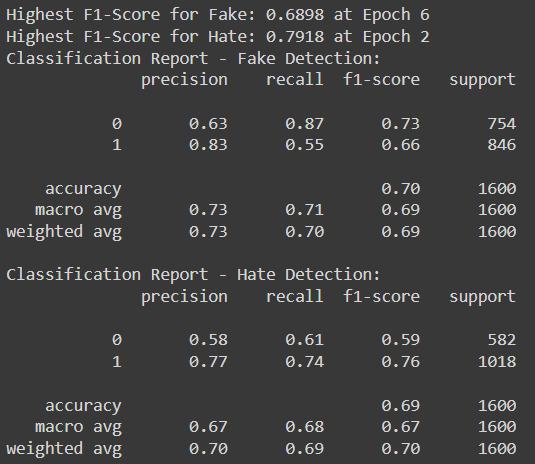 Highest F1-Score for Fake: 0.6898 at Epoch 6
Highest F1-Score for Hate: 0.7918 at Epoch 2
Classification Report - Fake Detection:
precision recall f1-score support
0 0.63 0.87 0.73 754
1 0.83 0.55 0.66 846
accuracy 0.70 1600
macro avg 0.73 0.71 0.69 1600
weighted avg 0.73 0.70 0.69 1600
Classification Report - Hate Detection:
precision recall f1-score support
0 0.58 0.61 0.59 582
1 0.77 0.74 0.76 1018
accuracy 0.69 1600
macro avg 0.67 0.68 0.67 1600
weighted avg 0.70 0.69 0.70 1600